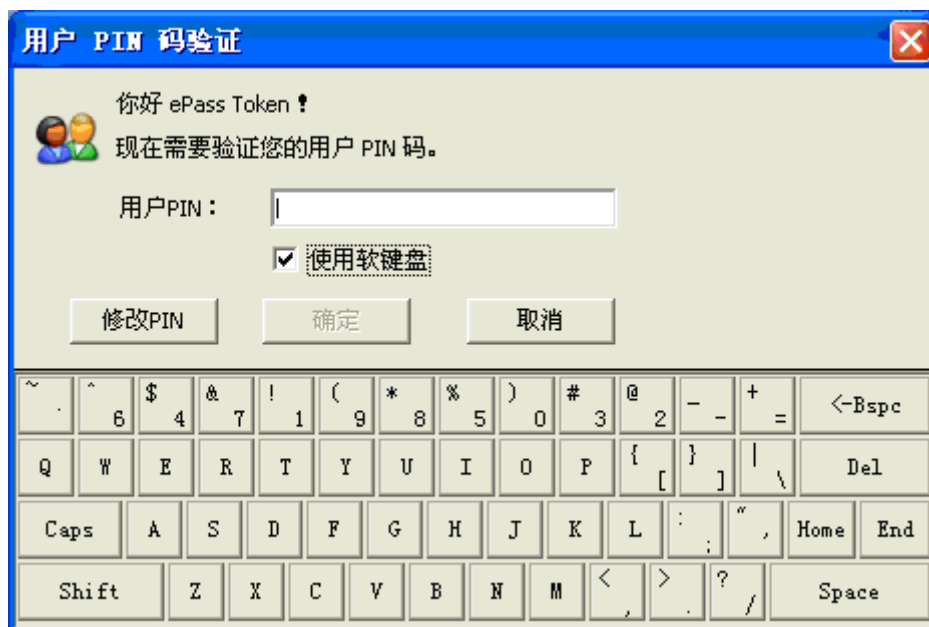 用户 PIN 码验证
你好 ePass Token！
现在需要验证您的用户 PIN 码。
用户PIN：
使用软键盘
修改PIN 确定 取消
~ . ^ 6 $ 4 & 7 ! 1 ( 9 * 8 % 5 ) 0 # 3 @ 2 _ - + = <-Bspc
Q W E R T Y U I O P { [ } ] | \ Del
Caps A S D F G H J K L : ; " , Home End
Shift Z X C V B N M < , > . ? / Space